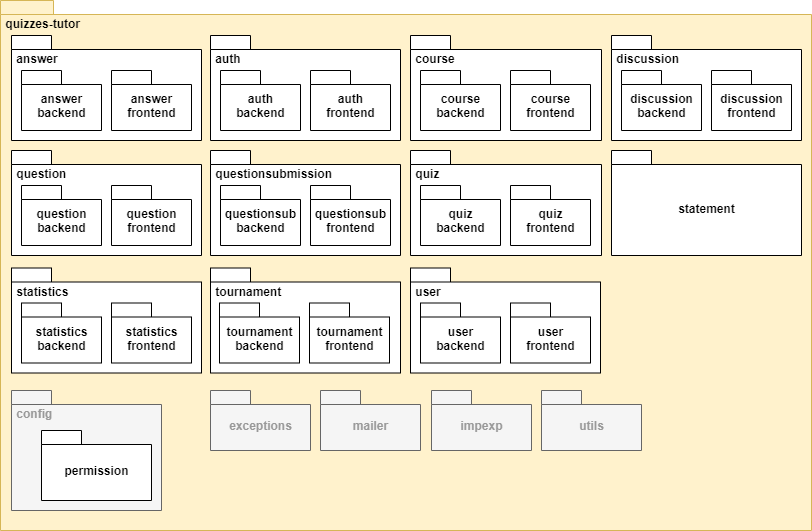 quizzes-tutor
answer
answer
backend
answer
frontend
auth
auth
backend
auth
frontend
course
course
backend
course
frontend
discussion
discussion
backend
discussion
frontend
question
question
backend
question
frontend
questionsubmission
questionsub
backend
questionsub
frontend
quiz
quiz
backend
quiz
frontend
statement
statistics
statistics
backend
statistics
frontend
tournament
tournament
backend
tournament
frontend
user
user
backend
user
frontend
config
permission
exceptions
mailer
impexp
utils